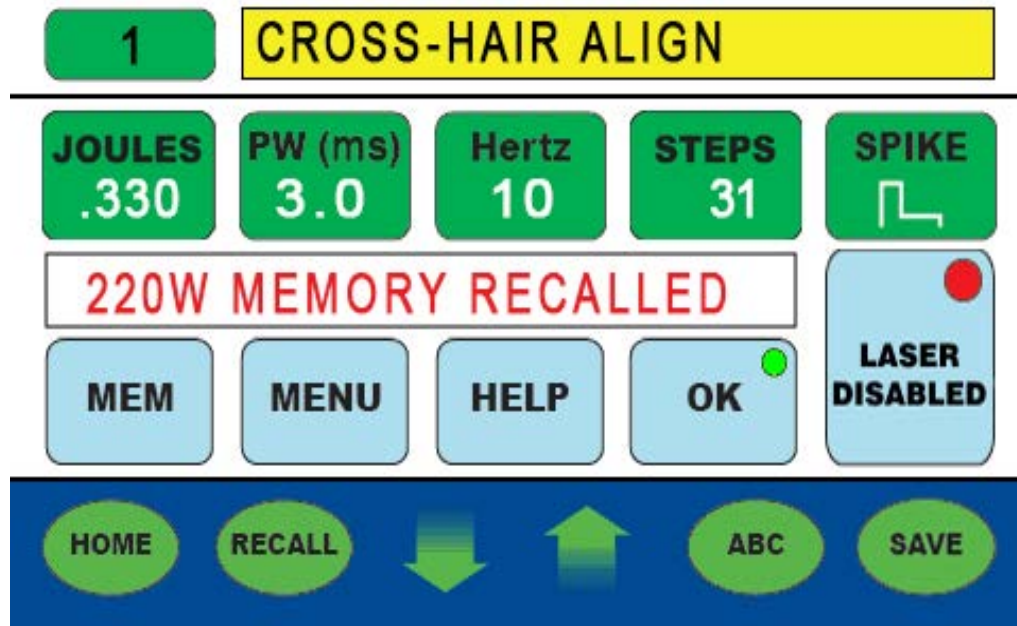 1 CROSS-HAIR ALIGN
JOULES PW (ms) Hertz STEPS SPIKE
.330 3.0 10 31
220W MEMORY RECALLED
MEM MENU HELP OK LASER
DISABLED
HOME RECALL ABC SAVE